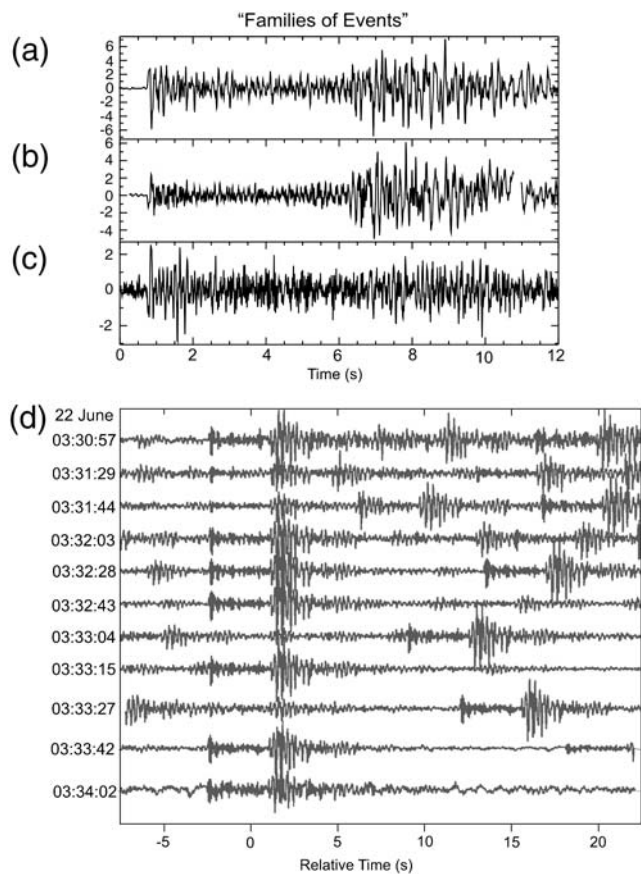 “Families of Events”
(a)
6
4
2
0
-2
-4
-6
(b)
6
4
2
0
-2
-4
(c)
2
0
-2
0 2 4 6 8 10 12
Time (s)
(d)
22 June
03:30:57
03:31:29
03:31:44
03:32:03
03:32:28
03:32:43
03:33:04
03:33:15
03:33:27
03:33:42
03:34:02
-5 0 5 10 15 20
Relative Time (s)